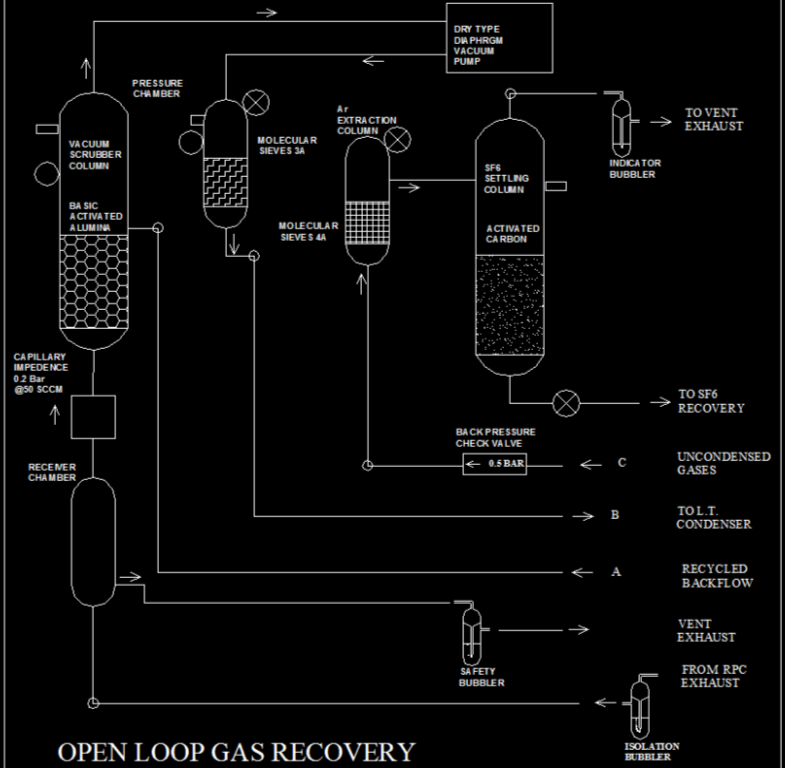 DRY TYPE
DIAPHRGM
VACUUM
PUMP
PRESSURE
CHAMBER
Ar
EXTRACTION
COLUMN
TO VENT
EXHAUST
VACUUM
SCRUBBER
COLUMN
MOLECULAR
SIEVES 3A
INDICATOR
BUBBLER
SF6
SETTLING
COLUMN
BASIC
ACTIVATED
ALUMINA
MOLECULAR
SIEVES 4A
ACTIVATED
CARBON
CAPILLARY
IMPEDENCE
0.2 Bar
@50 SCCM
TO SF6
RECOVERY
BACK PRESSURE
CHECK VALVE
0.5 BAR
C
UNCONDENSED
GASES
RECEIVER
CHAMBER
B
TO L.T.
CONDENSER
A
RECYCLED
BACKFLOW
VENT
EXHAUST
SAFETY
BUBBLER
FROM RPC
EXHAUST
ISOLATION
BUBBLER
OPEN LOOP GAS RECOVERY